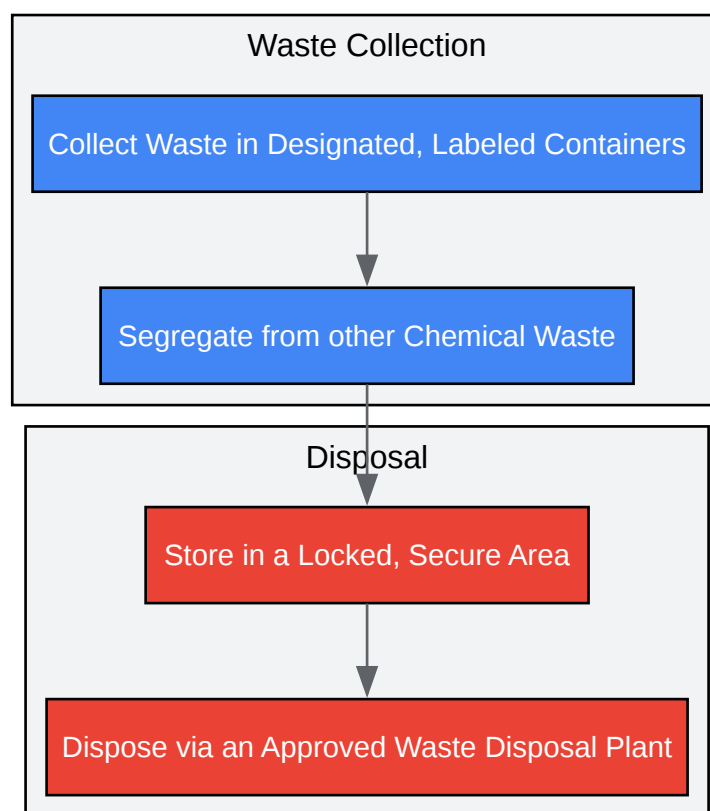 Waste Collection
Collect Waste in Designated, Labeled Containers
Segregate from other Chemical Waste
Disposal
Store in a Locked, Secure Area
Dispose via an Approved Waste Disposal Plant